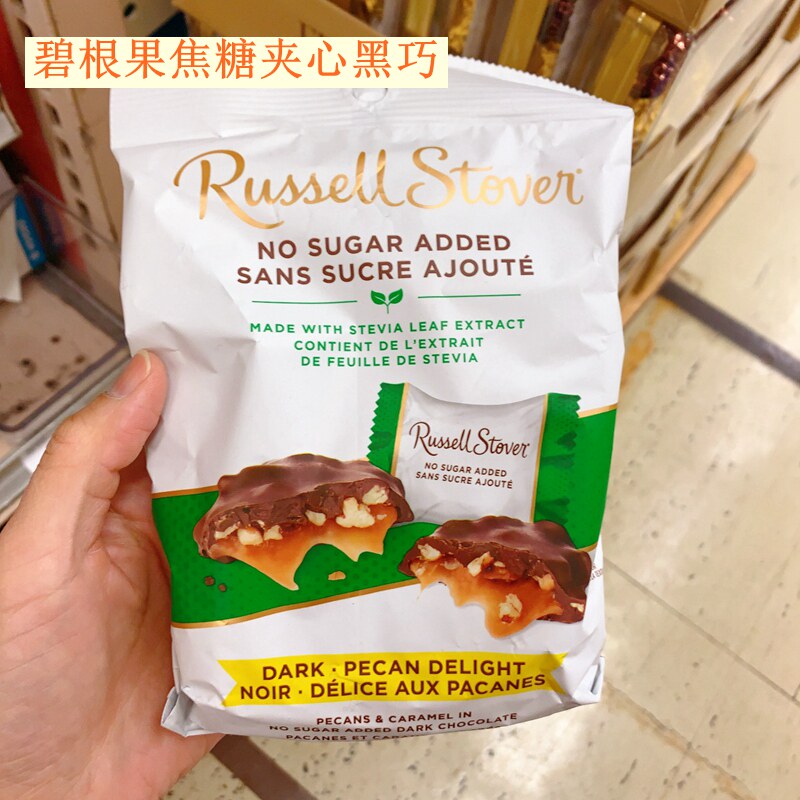 碧根果焦糖夹心黑巧
Russell Stover
NO SUGAR ADDED
SANS SUCRE AJOUTÉ
MADE WITH STEVIA LEAF EXTRACT
CONTIENT DE L'EXTRAIT
DE FEUILLE DE STEVIA
Russell Stover
NO SUGAR ADDED
SANS SUCRE AJOUTÉ
DARK · PECAN DELIGHT
NOIR · DÉLICE AUX PACANES
PECANS & CARAMEL IN
NO SUGAR ADDED DARK CHOCOLATE
PACANES ET